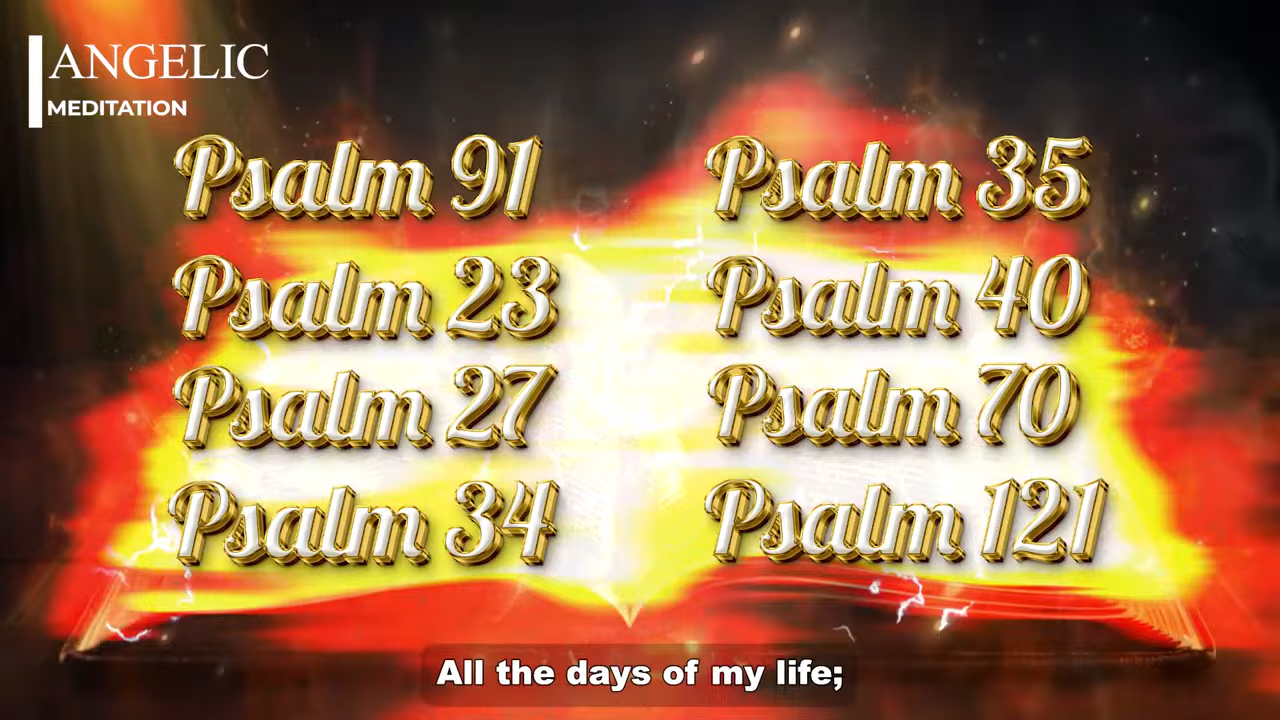 ANGELIC
MEDITATION
Psalm 91
Psalm 23
Psalm 27
Psalm 34
Psalm 35
Psalm 40
Psalm 70
Psalm 121
All the days of my life;